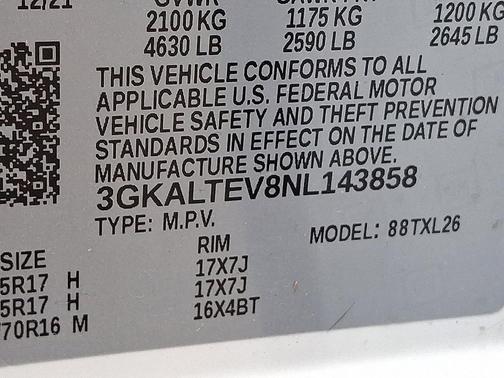 12/21 GVWR
2100 KG 1175 KG 1200 KG
4630 LB 2590 LB 2645 LB
THIS VEHICLE CONFORMS TO ALL
APPLICABLE U.S. FEDERAL MOTOR
VEHICLE SAFETY AND THEFT PREVENTION
STANDARDS IN EFFECT ON THE DATE OF
MANUFACTURE SHOWN ABOVE.
3GKALTEV8NL143858
TYPE: M.P.V. MODEL: 88TXL26
SIZE RIM
5R17 H 17X7J
5R17 H 17X7J
70R16 M 16X4BT